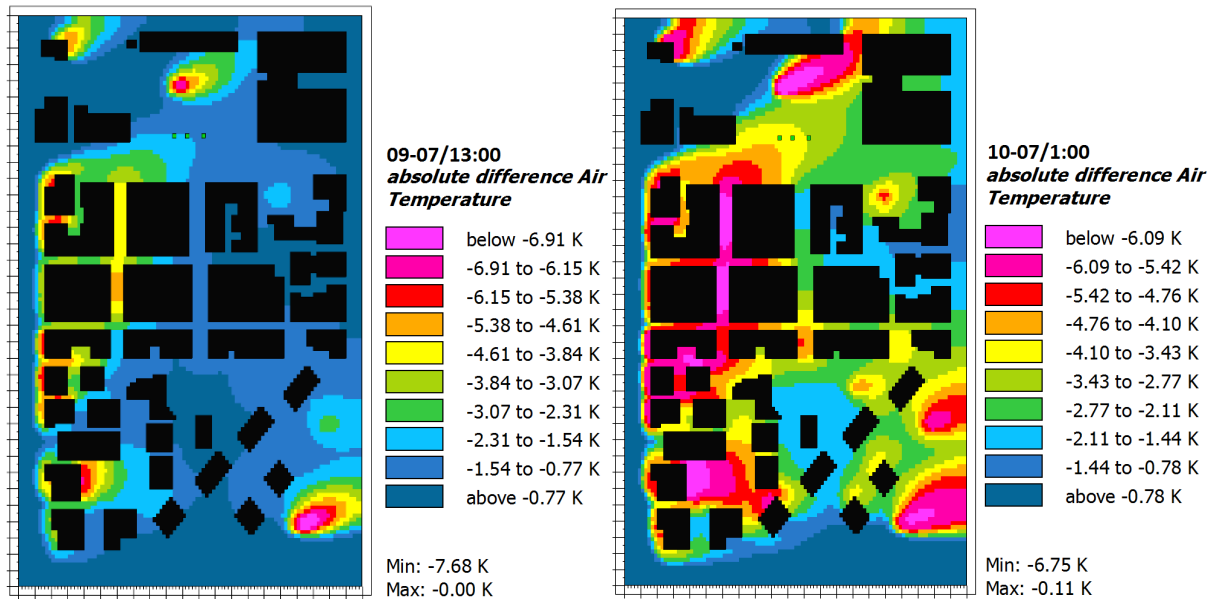 09-07/13:00
absolute difference Air
Temperature
below -6.91 K
-6.91 to -6.15 K
-6.15 to -5.38 K
-5.38 to -4.61 K
-4.61 to -3.84 K
-3.84 to -3.07 K
-3.07 to -2.31 K
-2.31 to -1.54 K
-1.54 to -0.77 K
above -0.77 K
Min: -7.68 K
Max: -0.00 K
10-07/1:00
absolute difference Air
Temperature
below -6.09 K
-6.09 to -5.42 K
-5.42 to -4.76 K
-4.76 to -4.10 K
-4.10 to -3.43 K
-3.43 to -2.77 K
-2.77 to -2.11 K
-2.11 to -1.44 K
-1.44 to -0.78 K
above -0.78 K
Min: -6.75 K
Max: -0.11 K